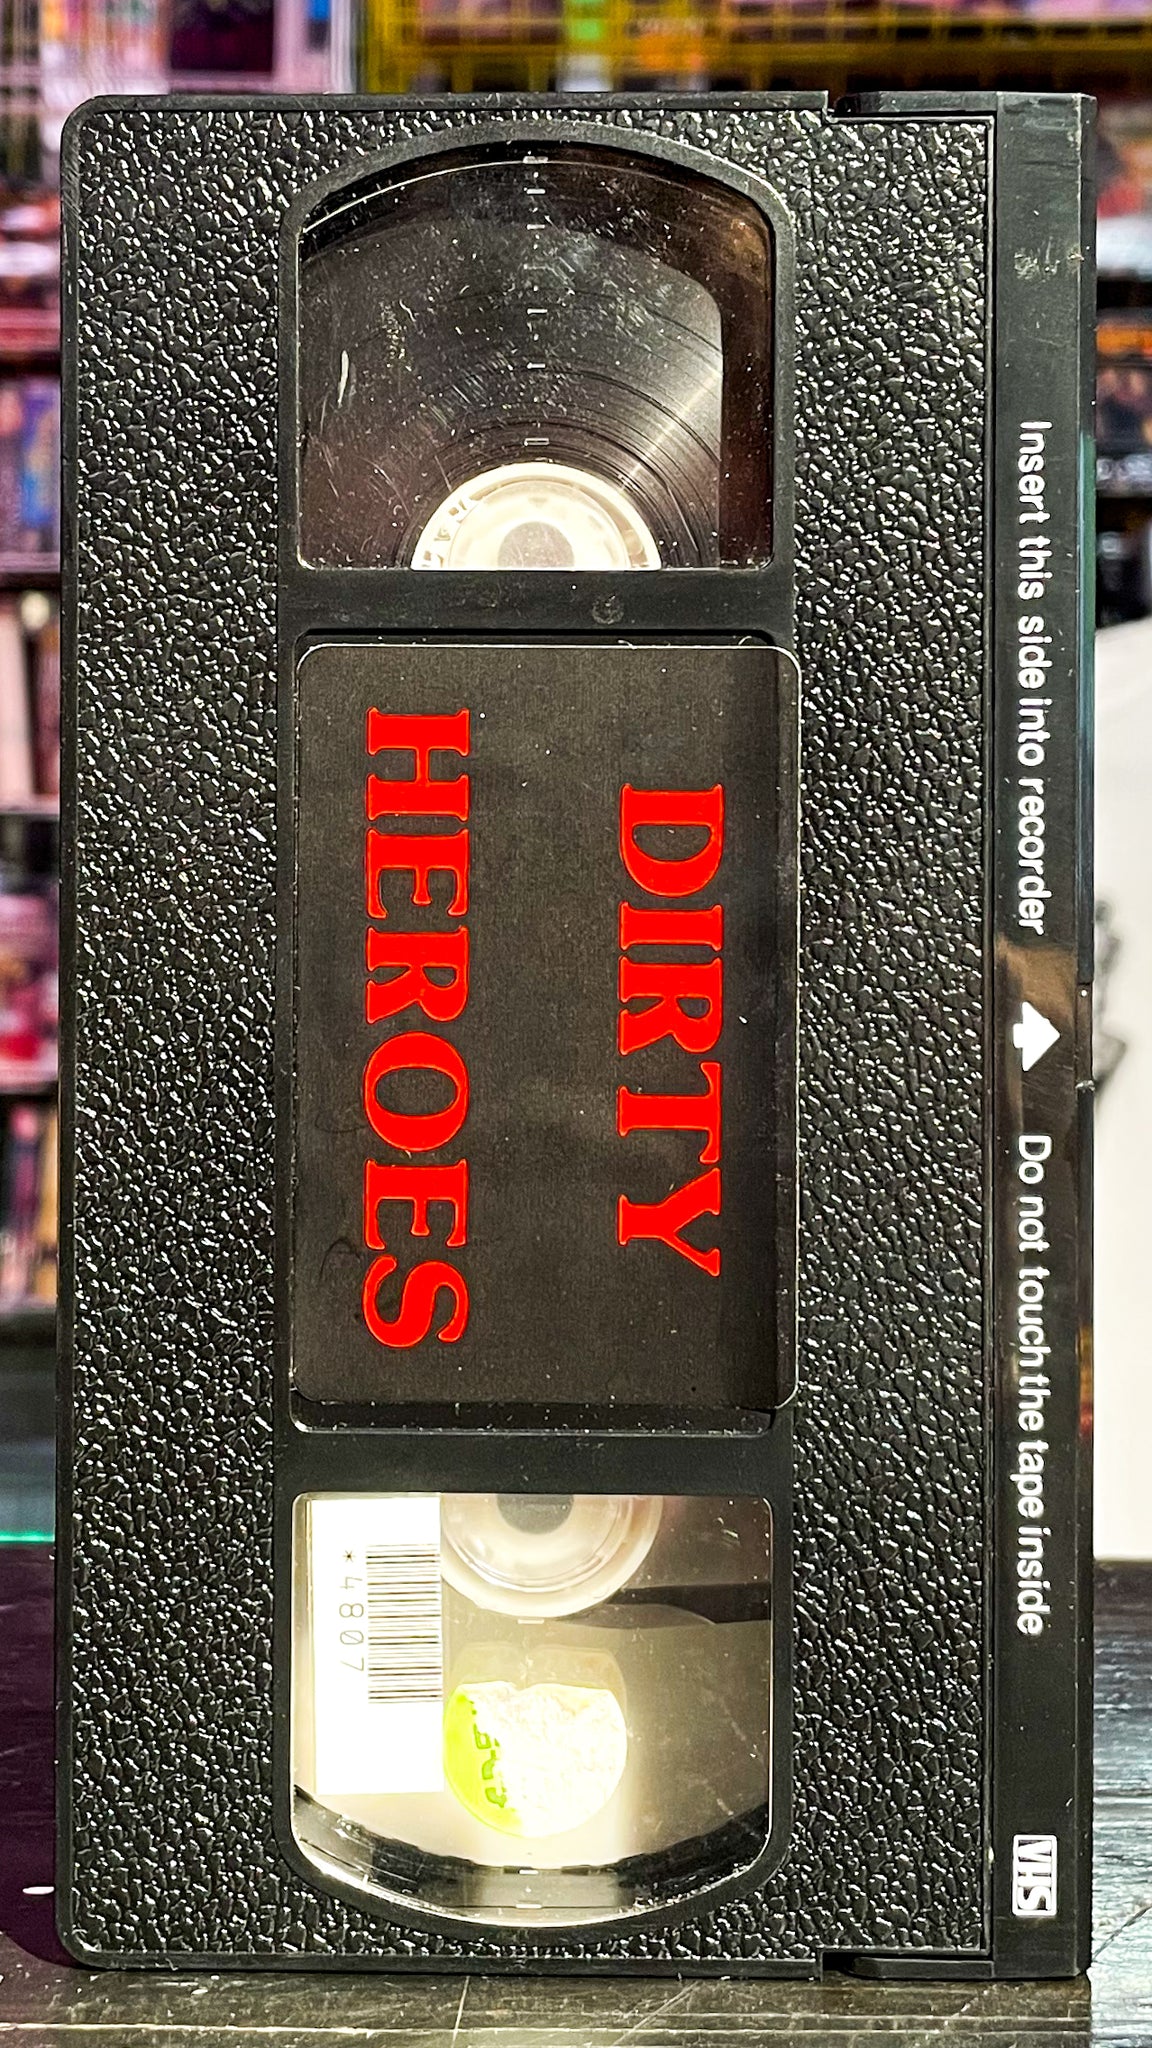 Insert this side into recorder Do not touch the tape inside
VHS
DIRTY
HEROES
*4807